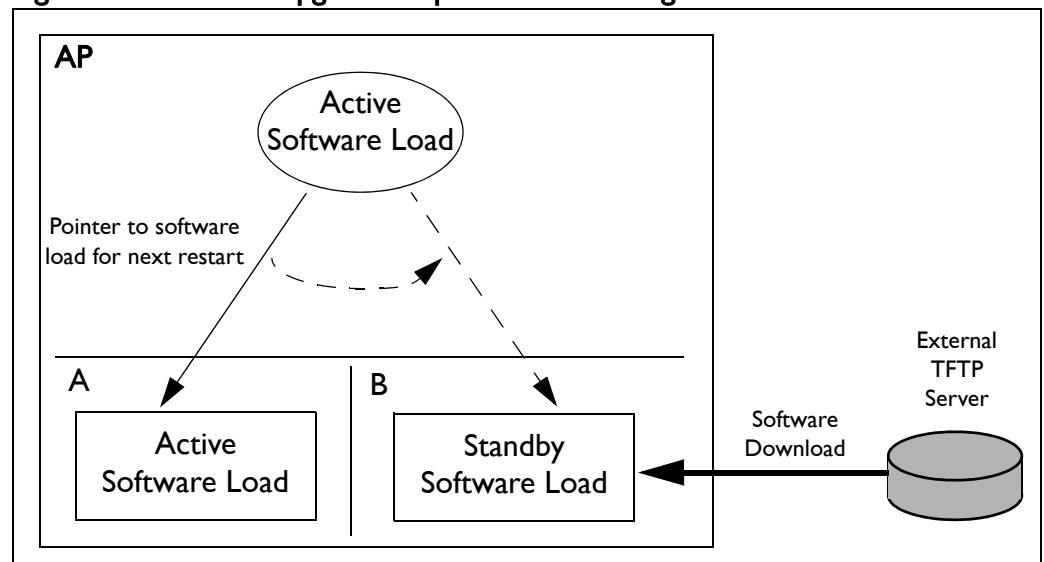 AP
Active
Software Load
Pointer to software
load for next restart
A
Active
Software Load
B
Standby
Software Load
Software
Download
External
TFTP
Server